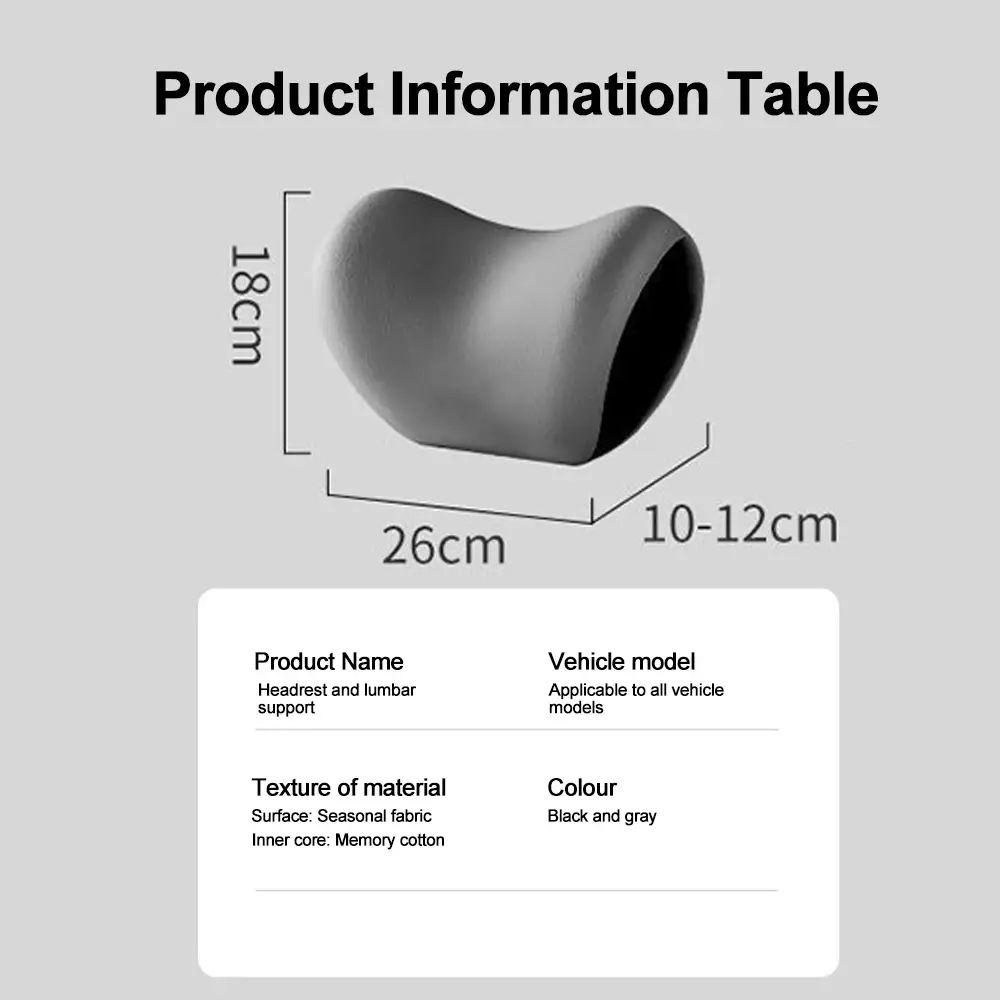 Product Information Table
18cm
26cm
10-12cm
Product Name
Headrest and lumbar
support
Vehicle model
Applicable to all vehicle
models
Texture of material
Surface: Seasonal fabric
Inner core: Memory cotton
Colour
Black and gray